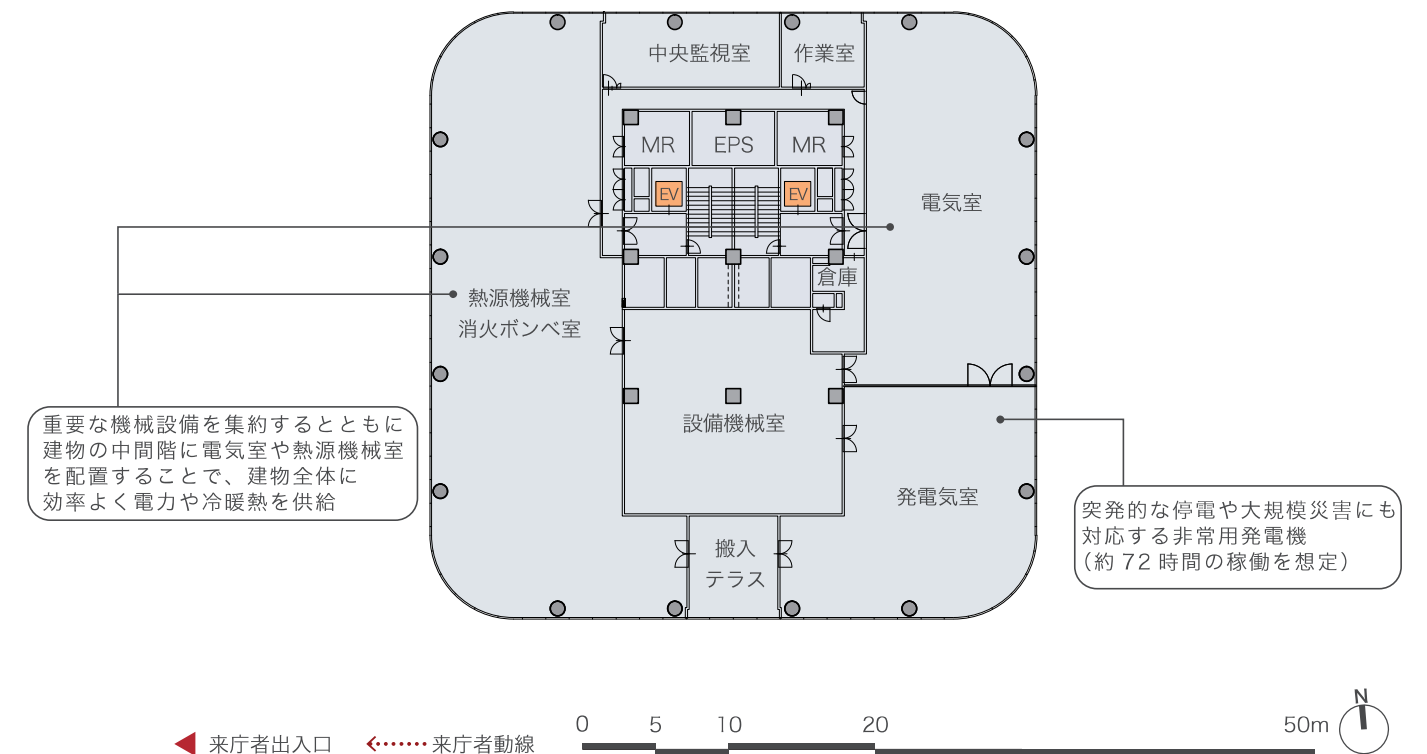 中央監視室
作業室
MR
EPS
MR
EV
EV
電気室
倉庫
熱源機械室
消火ボンベ室
重要な機械設備を集約するとともに
建物の中間階に電気室や熱源機械室
を配置することで、建物全体に
効率よく電力や冷暖熱を供給
設備機械室
発電気室
突発的な停電や大規模災害にも
対応する非常用発電機
（約 72 時間の稼働を想定）
搬入
テラス
来庁者出入口
来庁者動線
0
5
10
20
50m
N